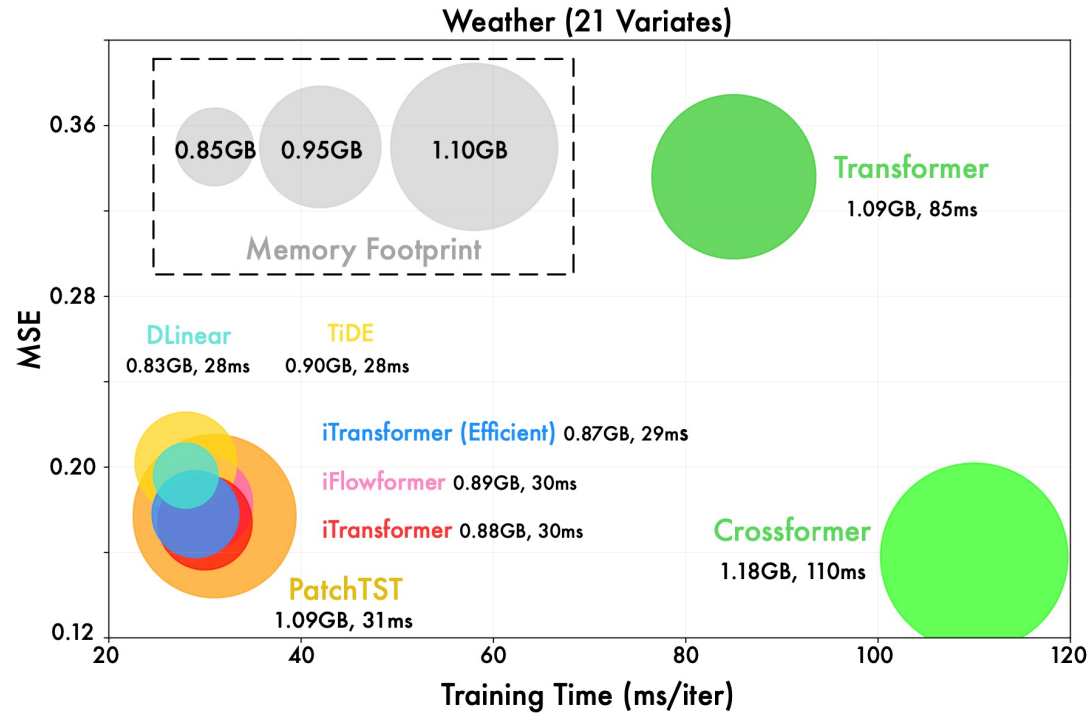 Weather (21 Variates)
0.36
0.28
0.20
0.12
MSE
0.85GB
0.95GB
1.10GB
Memory Footprint
Transformer
1.09GB, 85ms
DLinear
0.83GB, 28ms
TiDE
0.90GB, 28ms
iTransformer (Efficient) 0.87GB, 29ms
iFlowformer 0.89GB, 30ms
iTransformer 0.88GB, 30ms
PatchTST
1.09GB, 31ms
Crossformer
1.18GB, 110ms
20 40 60 80 100 120
Training Time (ms/iter)